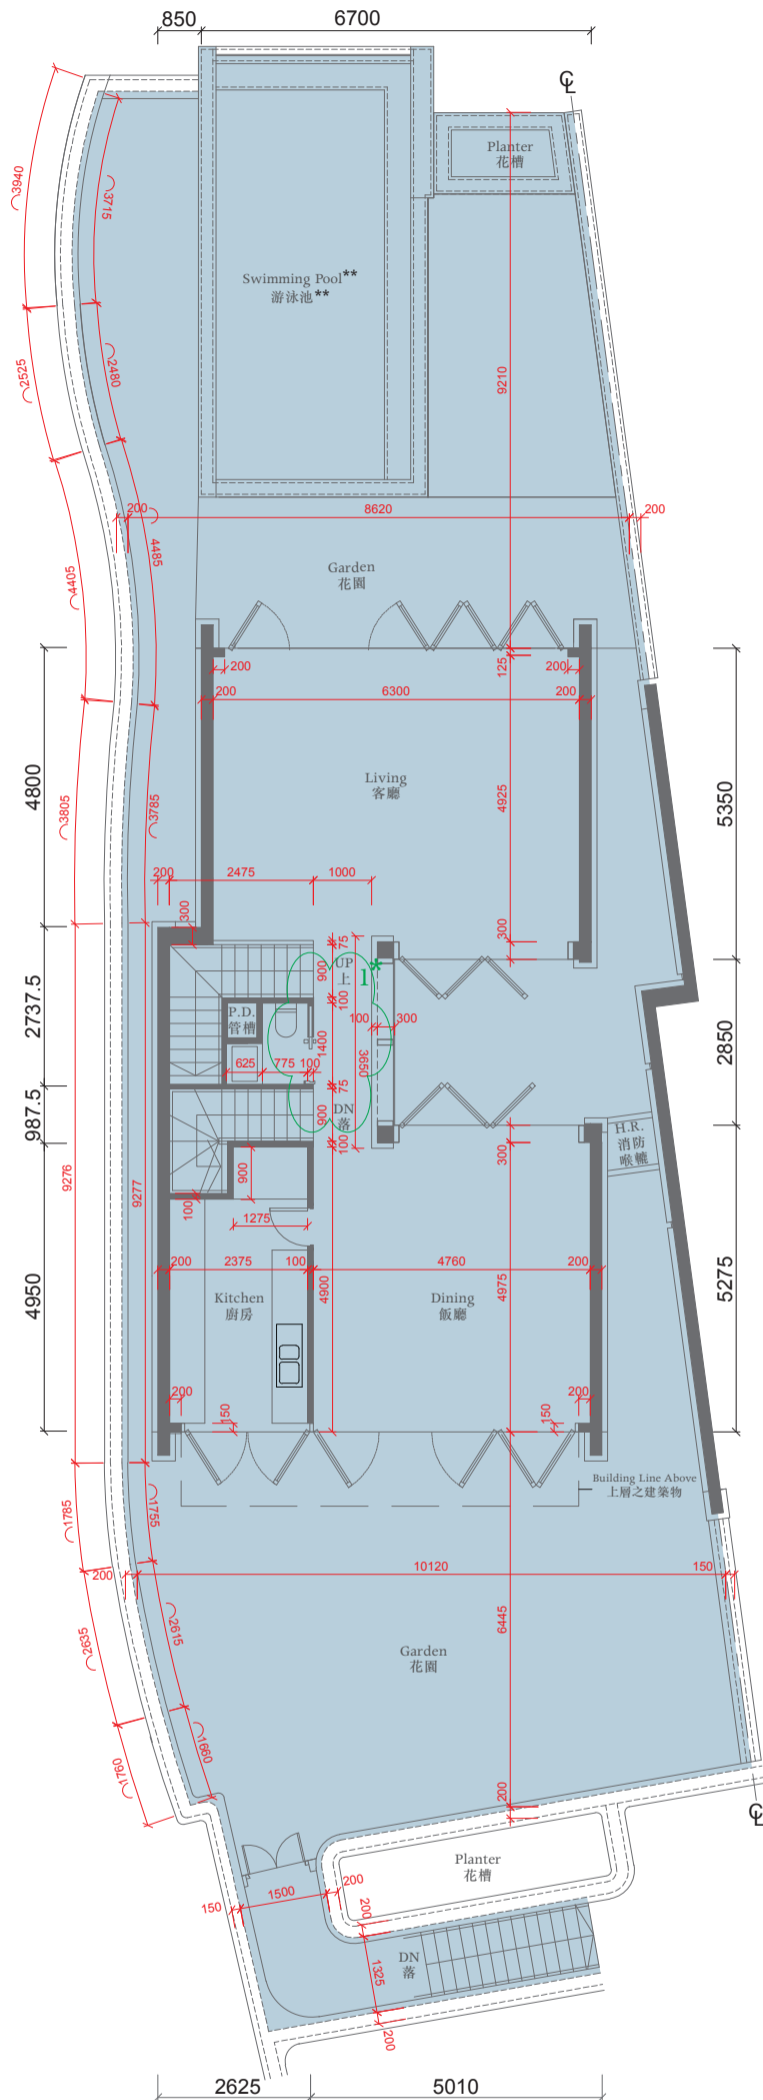 850
6700
℄
Planter
花槽
3940
3715
Swimming Pool**
游泳池**
2525
2480
9210
200
8620
200
4405
4485
Garden
花園
200
200
125
200
6300
200
4800
Living
客廳
4925
5350
3805
3785
200
2475
1000
300
75
300
UP
上
1*
900
2737.5
P.D.
管槽
100
100
300
1400
3650
2850
625
775
100
75
987.5
DN
落
900
H.R.
消防
喉轆
100
300
9276
9277
900
100
1275
200
2375
100
4760
200
4950
4900
4975
5275
Kitchen
廚房
Dining
飯廳
200
200
150
150
Building Line Above
上層之建築物
1785
1755
200
10120
150
6445
2635
2615
Garden
花園
1660
1760
200
℄
Planter
花槽
150
1500
200
200
DN
落
1325
200
2625
5010